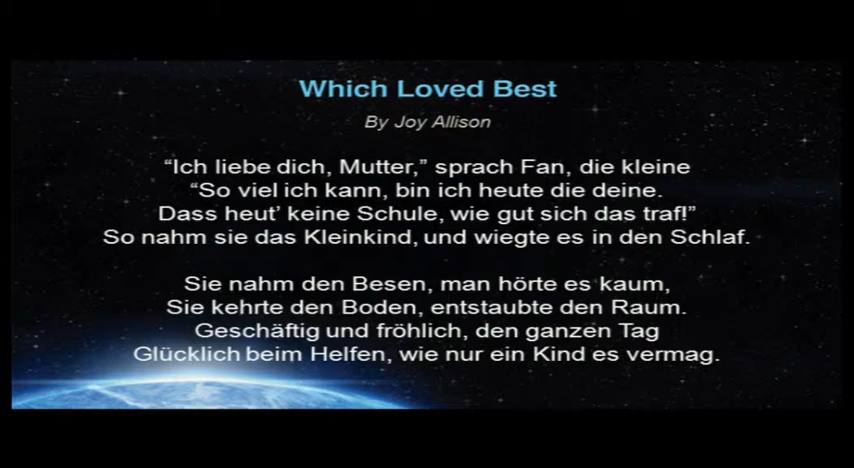 Which Loved Best
By Joy Allison
“Ich liebe dich, Mutter,” sprach Fan, die kleine
“So viel ich kann, bin ich heute die deine.
Dass heut’ keine Schule, wie gut sich das traf!”
So nahm sie das Kleinkind, und wiegte es in den Schlaf.
Sie nahm den Besen, man hörte es kaum,
Sie kehrte den Boden, entstaubte den Raum.
Geschäftig und fröhlich, den ganzen Tag
Glücklich beim Helfen, wie nur ein Kind es vermag.